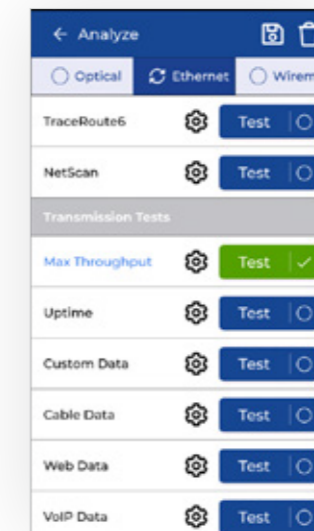 Analyze
Optical Ethernet Wirem
TraceRoute6 Test
NetScan Test
Transmission Tests
Max Throughput Test
Uptime Test
Custom Data Test
Cable Data Test
Web Data Test
VoIP Data Test